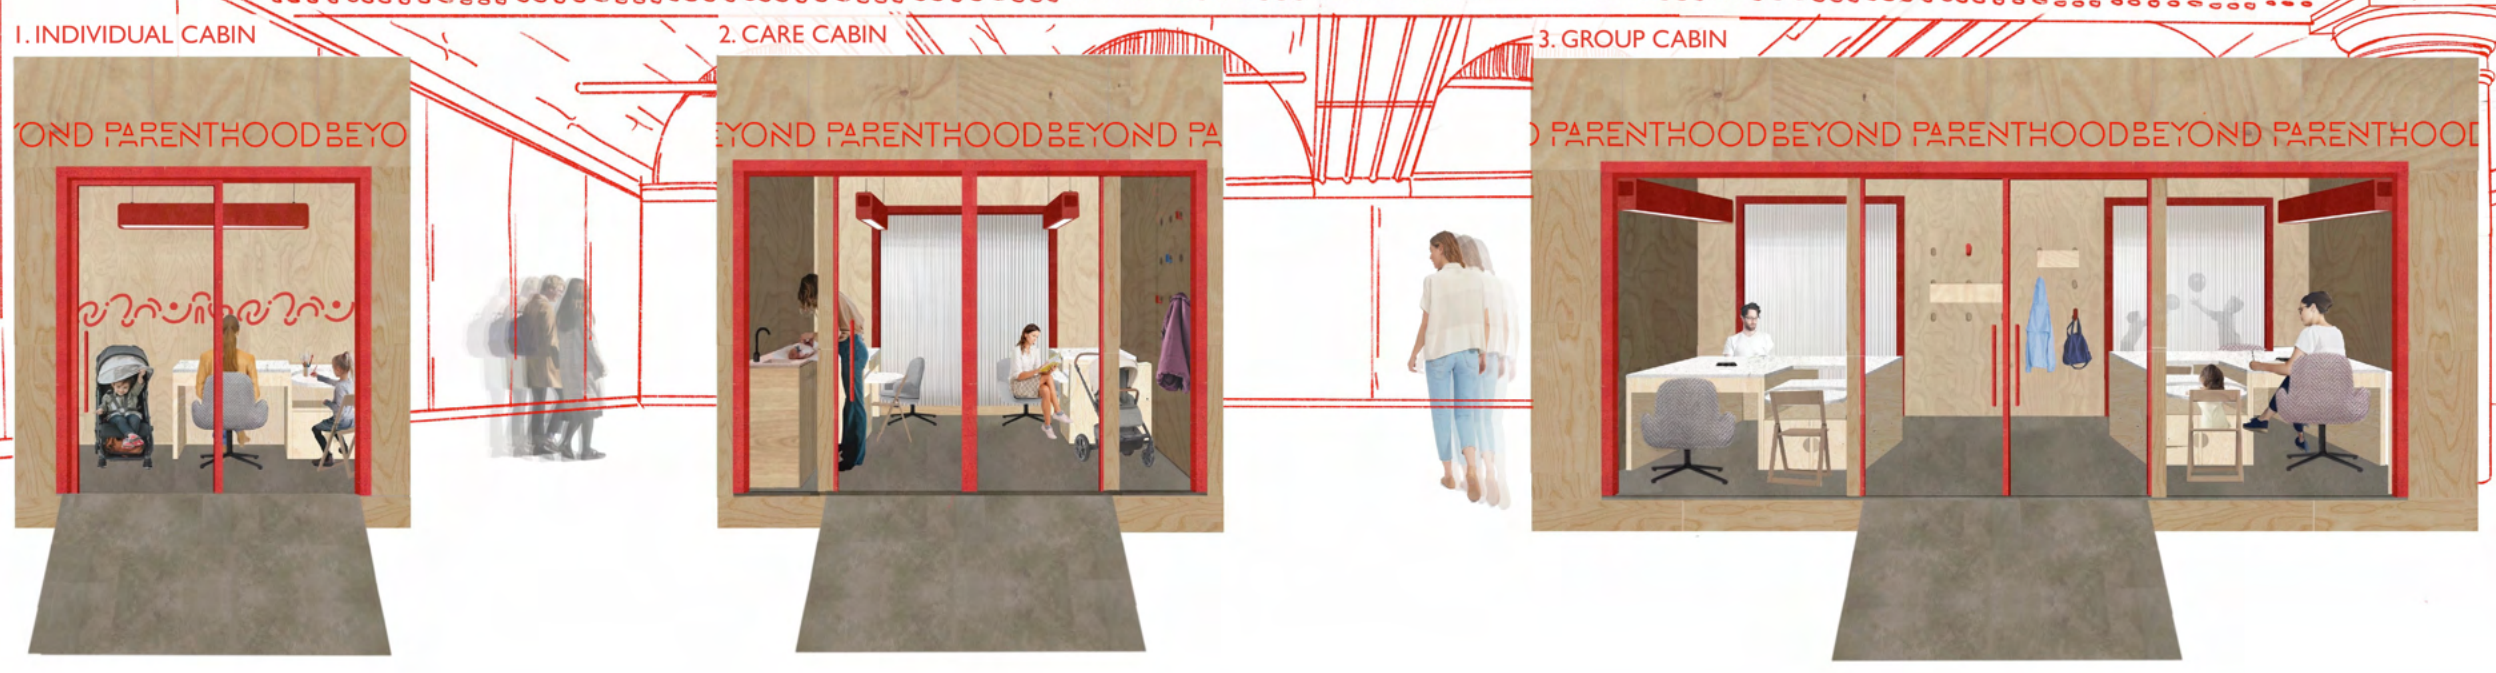 1. INDIVIDUAL CABIN
2. CARE CABIN
3. GROUP CABIN
YOND PARENTHOOD BEYO
EYOND PARENTHOOD BEYOND PA
D PARENTHOOD BEYOND PARENTHOOD BEYOND PARENTHOOD